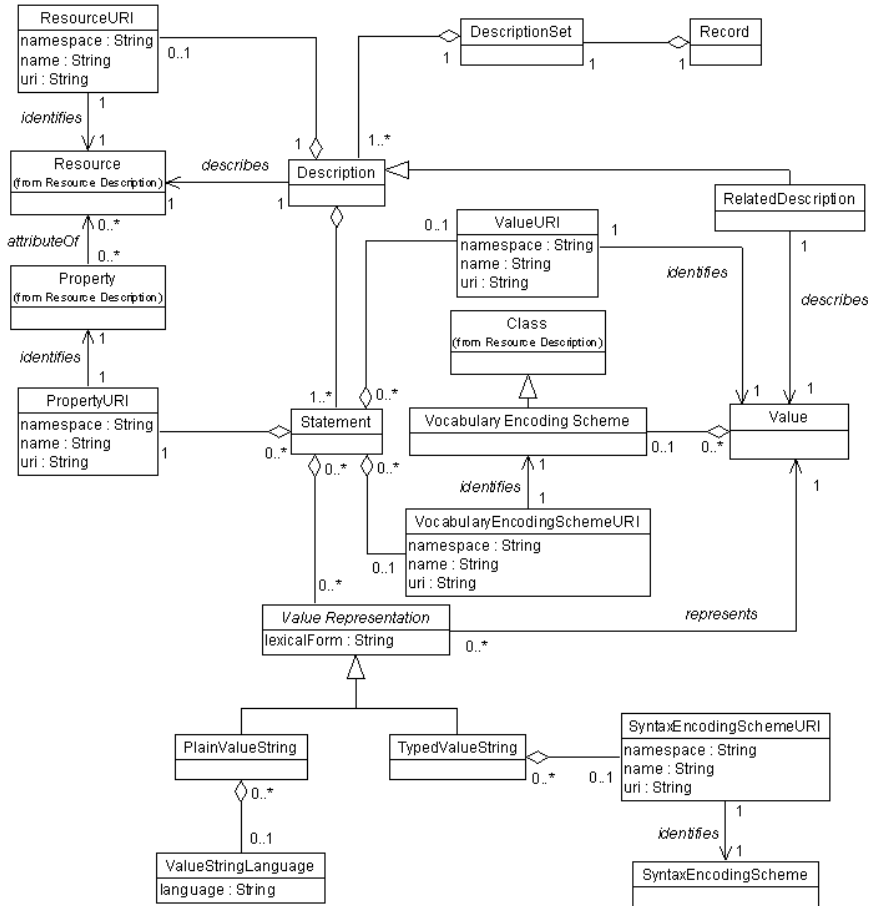 ResourceURI
namespace : String
name : String
uri : String
0..1
1
identifies
1
DescriptionSet
1
1
Record
1
1..*
1
Resource
(from Resource Description)
1
describes
1
Description
RelatedDescription
1
0..*
attributeOf
0..*
Property
(from Resource Description)
1
identifies
1
0..1
ValueURI
namespace : String
name : String
uri : String
1
identifies
1
describes
1
Class
(from Resource Description)
PropertyURI
namespace : String
name : String
uri : String
1
0..*
1..*
0..*
Statement
0..*
0..*
Vocabulary Encoding Scheme
0..1
0..*
Value
1
1
identifies
1
VocabularyEncodingSchemeURI
namespace : String
name : String
uri : String
0..1
0..*
Value Representation
lexicalForm : String
0..*
represents
PlainValueString
0..*
0..1
ValueStringLanguage
language : String
TypedValueString
0..*
0..1
SyntaxEncodingSchemeURI
namespace : String
name : String
uri : String
1
identifies
1
SyntaxEncodingScheme